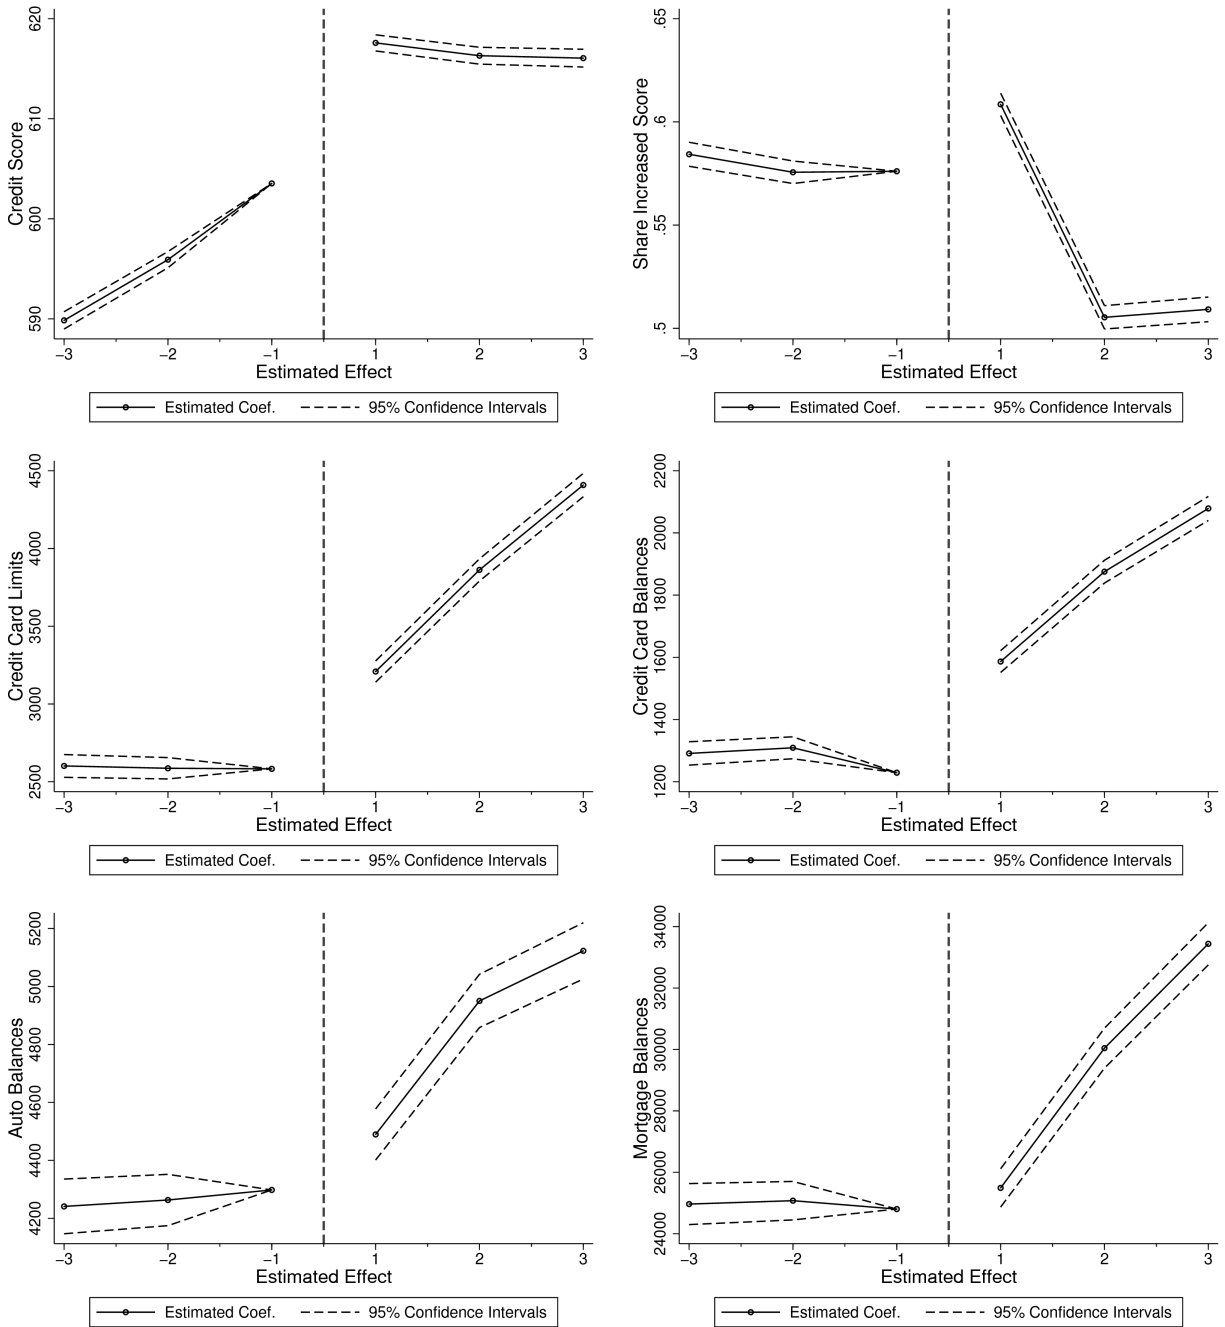 Credit Score
620
610
600
590
−3 −2 −1 1 2 3
Estimated Effect
Estimated Coef. 95% Confidence Intervals
Share Increased Score
.65
.6
.55
.5
−3 −2 −1 1 2 3
Estimated Effect
Estimated Coef. 95% Confidence Intervals
Credit Card Limits
4500
4000
3500
3000
2500
−3 −2 −1 1 2 3
Estimated Effect
Estimated Coef. 95% Confidence Intervals
Credit Card Balances
2200
2000
1800
1600
1400
1200
−3 −2 −1 1 2 3
Estimated Effect
Estimated Coef. 95% Confidence Intervals
Auto Balances
5200
5000
4800
4600
4400
4200
−3 −2 −1 1 2 3
Estimated Effect
Estimated Coef. 95% Confidence Intervals
Mortgage Balances
34000
32000
30000
28000
26000
24000
−3 −2 −1 1 2 3
Estimated Effect
Estimated Coef. 95% Confidence Intervals